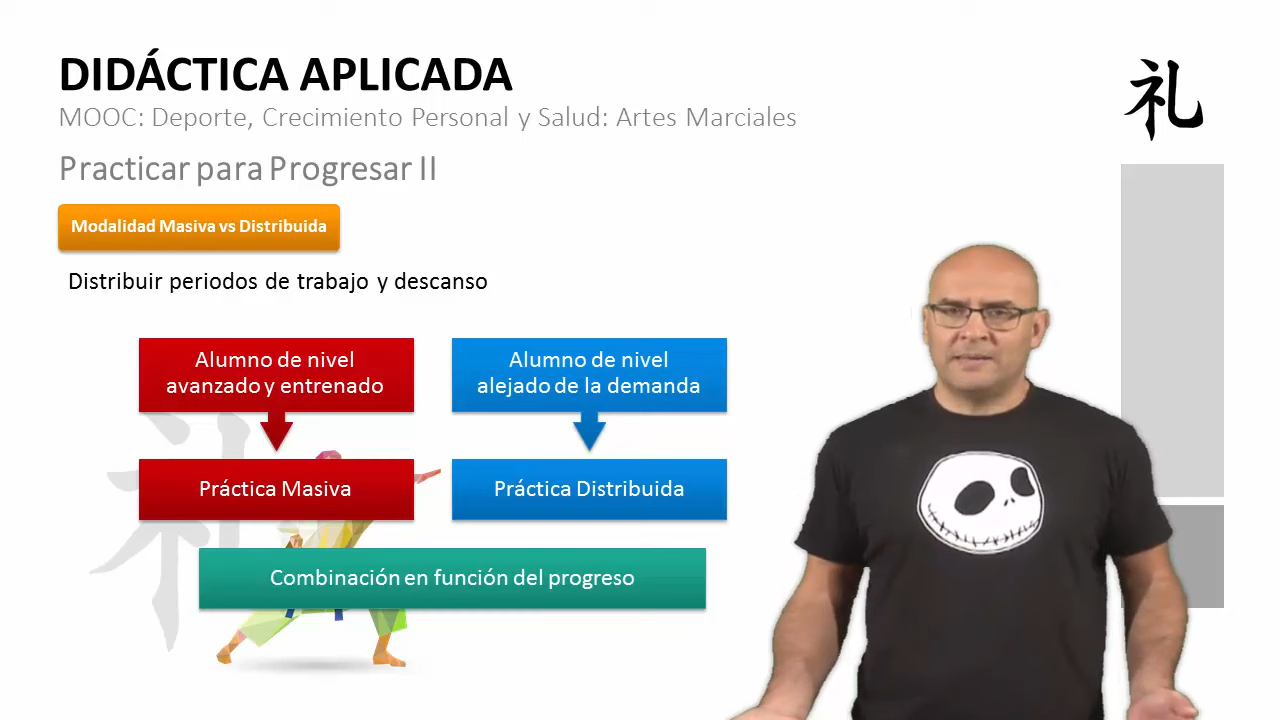 DIDÁCTICA APLICADA
礼
MOOC: Deporte, Crecimiento Personal y Salud: Artes Marciales
Practicar para Progresar II
Modalidad Masiva vs Distribuida
Distribuir periodos de trabajo y descanso
Alumno de nivel
avanzado y entrenado
Alumno de nivel
alejado de la demanda
Práctica Masiva
Práctica Distribuida
Combinación en función del progreso
礼